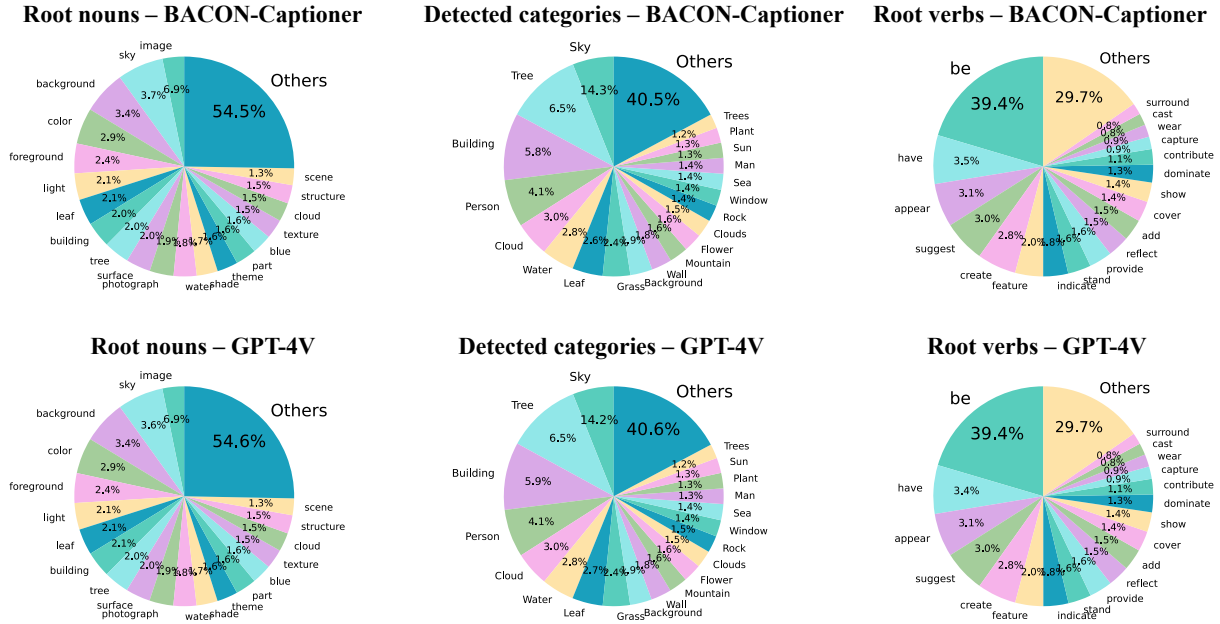 Root nouns – BACON-Captioner
image
sky
background
color
foreground
light
leaf
building
tree
surface
photograph
water
shade
theme
part
blue
texture
cloud
structure
scene
Others
6.9%
3.7%
3.4%
2.9%
2.4%
2.1%
2.1%
2.0%
2.0%
2.0%
1.9%
1.8%
1.7%
1.6%
1.6%
1.6%
1.5%
1.5%
1.5%
1.3%
54.5%
Detected categories – BACON-Captioner
Sky
Tree
Building
Person
Cloud
Water
Leaf
Grass
Background
Wall
Mountain
Flower
Clouds
Rock
Window
Sea
Man
Sun
Plant
Trees
Others
14.3%
6.5%
5.8%
4.1%
3.0%
2.8%
2.6%
2.4%
1.9%
1.8%
1.6%
1.6%
1.5%
1.4%
1.4%
1.4%
1.4%
1.3%
1.3%
1.2%
40.5%
Root verbs – BACON-Captioner
be
have
appear
suggest
create
feature
indicate
stand
provide
reflect
add
cover
show
dominate
contribute
capture
wear
cast
surround
Others
39.4%
3.5%
3.1%
3.0%
2.8%
2.0%
1.8%
1.6%
1.6%
1.5%
1.5%
1.4%
1.4%
1.3%
1.1%
0.9%
0.9%
0.8%
0.8%
29.7%
Root nouns – GPT-4V
image
sky
background
color
foreground
light
leaf
building
tree
surface
photograph
water
shade
theme
part
blue
texture
cloud
structure
scene
Others
6.9%
3.6%
3.4%
2.9%
2.4%
2.1%
2.1%
2.1%
2.0%
2.0%
1.9%
1.8%
1.7%
1.6%
1.6%
1.6%
1.5%
1.5%
1.5%
1.3%
54.6%
Detected categories – GPT-4V
Sky
Tree
Building
Person
Cloud
Water
Leaf
Grass
Background
Wall
Mountain
Flower
Clouds
Rock
Window
Sea
Man
Plant
Sun
Trees
Others
14.2%
6.5%
5.9%
4.1%
3.0%
2.8%
2.7%
2.4%
1.9%
1.8%
1.6%
1.6%
1.5%
1.5%
1.4%
1.4%
1.3%
1.3%
1.3%
1.2%
40.6%
Root verbs – GPT-4V
be
have
appear
suggest
create
feature
indicate
stand
provide
reflect
add
cover
show
dominate
contribute
capture
wear
cast
surround
Others
39.4%
3.4%
3.1%
3.0%
2.8%
2.0%
1.8%
1.6%
1.6%
1.5%
1.5%
1.4%
1.4%
1.3%
1.1%
0.9%
0.9%
0.8%
0.8%
29.7%